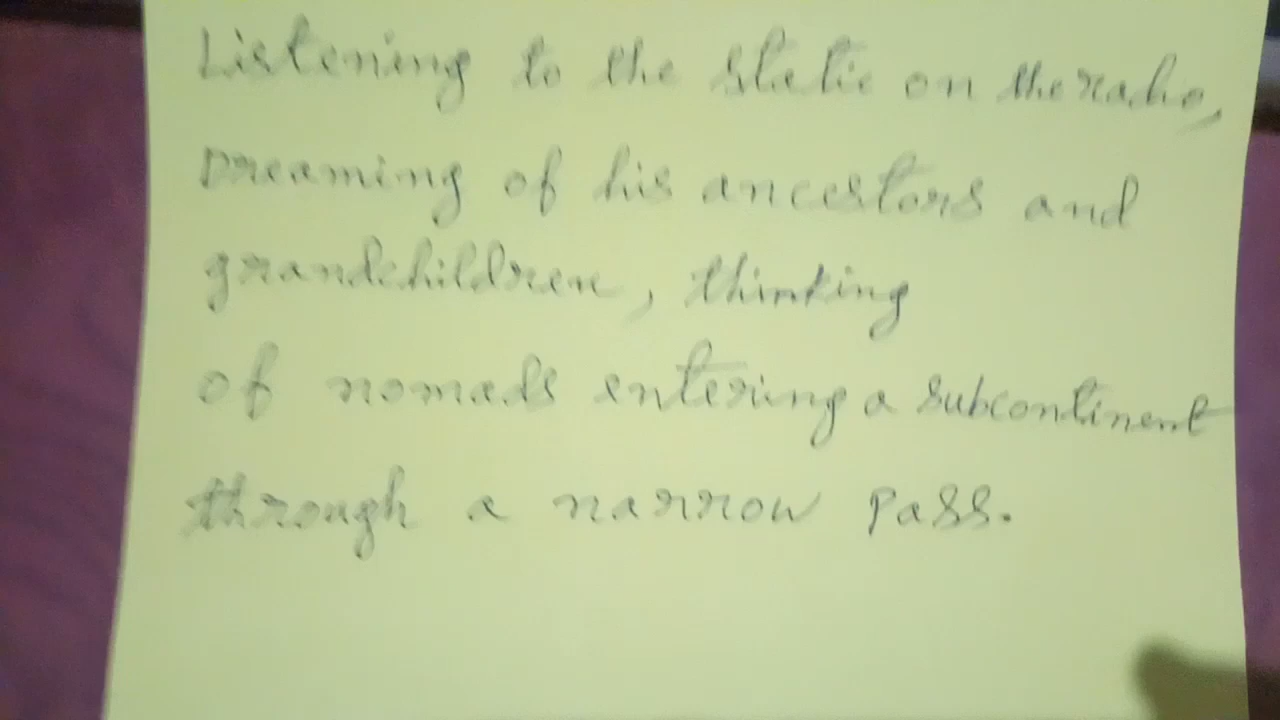 Listening to the static on the radio,
Dreaming of his ancestors and
grandchildren, thinking
of nomads entering a subcontinent
through a narrow pass.